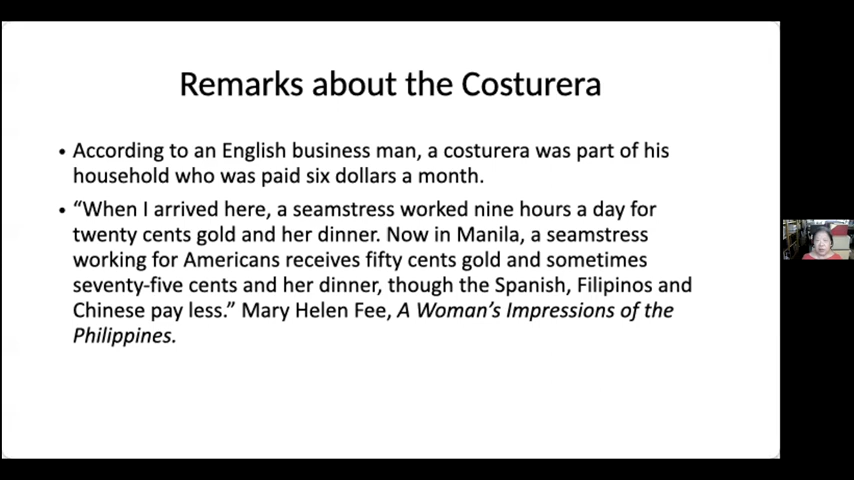 Remarks about the Costurera
• According to an English business man, a costurera was part of his
household who was paid six dollars a month.
• “When I arrived here, a seamstress worked nine hours a day for
twenty cents gold and her dinner. Now in Manila, a seamstress
working for Americans receives fifty cents gold and sometimes
seventy-five cents and her dinner, though the Spanish, Filipinos and
Chinese pay less.” Mary Helen Fee, A Woman’s Impressions of the
Philippines.